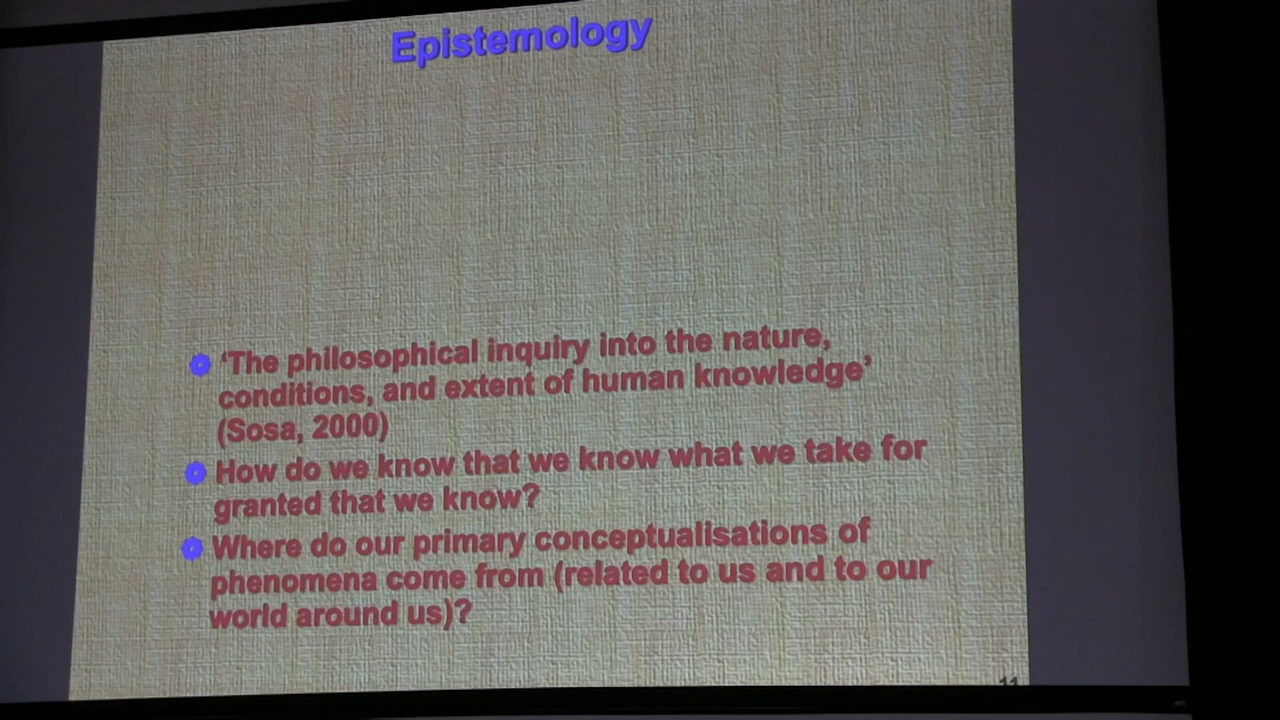 Epistemology
‘The philosophical inquiry into the nature,
conditions, and extent of human knowledge’
(Sosa, 2000)
How do we know that we know what we take for
granted that we know?
Where do our primary conceptualisations of
phenomena come from (related to us and to our
world around us)?
11